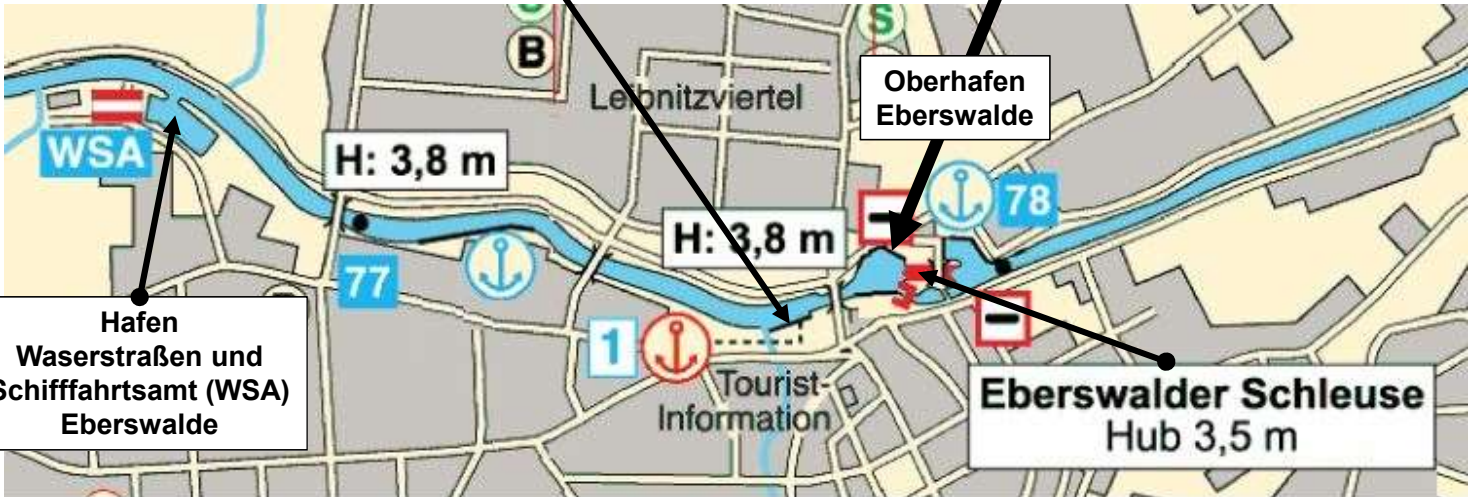 B
S
Leibnitzviertel
Oberhafen
Eberswalde
WSA
H: 3,8 m
78
H: 3,8 m
77
Hafen
Waserstraßen und
Schifffahrtsamt (WSA)
Eberswalde
1
Tourist-
Information
Eberswalder Schleuse
Hub 3,5 m